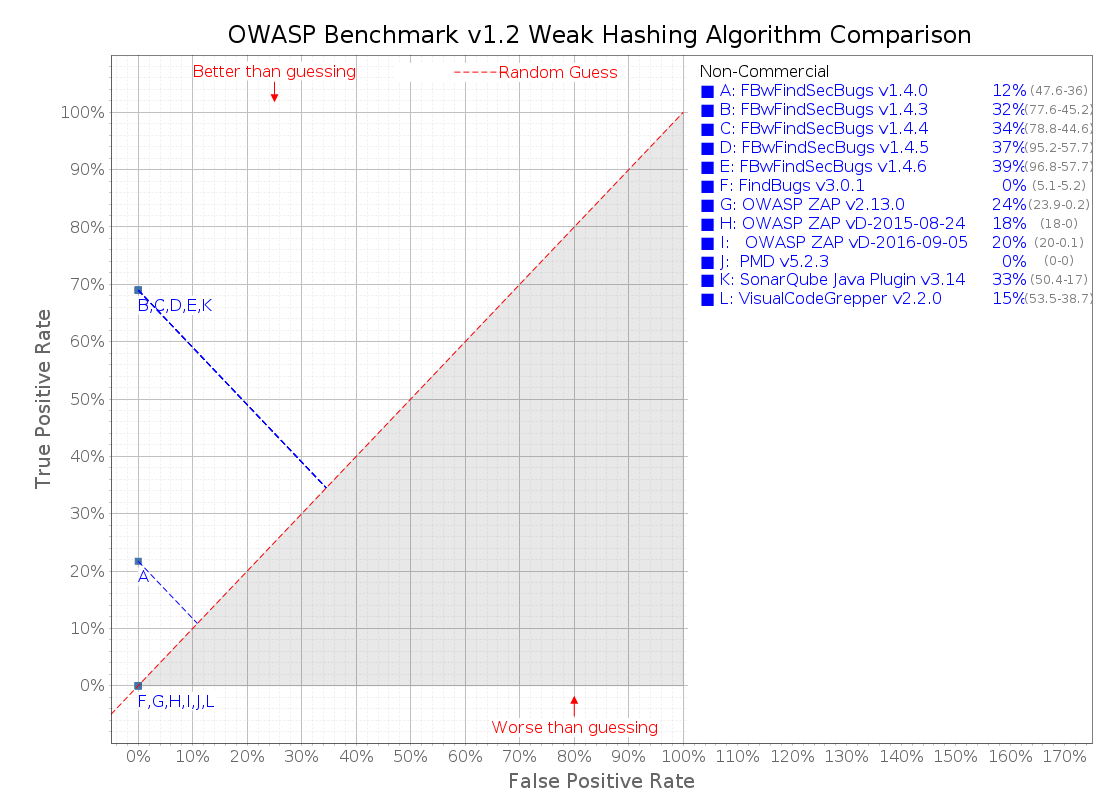 OWASP Benchmark v1.2 Weak Hashing Algorithm Comparison
Better than guessing
Random Guess
Non-Commercial
A: FBwFindSecBugs v1.4.0 12% (47.6-36)
B: FBwFindSecBugs v1.4.3 32% (77.6-45.2)
C: FBwFindSecBugs v1.4.4 34% (78.8-44.6)
D: FBwFindSecBugs v1.4.5 37% (95.2-57.7)
E: FBwFindSecBugs v1.4.6 39% (96.8-57.7)
F: FindBugs v3.0.1 0% (5.1-5.2)
G: OWASP ZAP v2.13.0 24% (23.9-0.2)
H: OWASP ZAP vD-2015-08-24 18% (18-0)
I: OWASP ZAP vD-2016-09-05 20% (20-0.1)
J: PMD v5.2.3 0% (0-0)
K: SonarQube Java Plugin v3.14 33% (50.4-17)
L: VisualCodeGrepper v2.2.0 15% (53.5-38.7)
True Positive Rate
100%
90%
80%
70%
60%
50%
40%
30%
20%
10%
0%
B,C,D,E,K
A
F,G,H,I,J,L
Worse than guessing
0% 10% 20% 30% 40% 50% 60% 70% 80% 90% 100% 110% 120% 130% 140% 150% 160% 170%
False Positive Rate